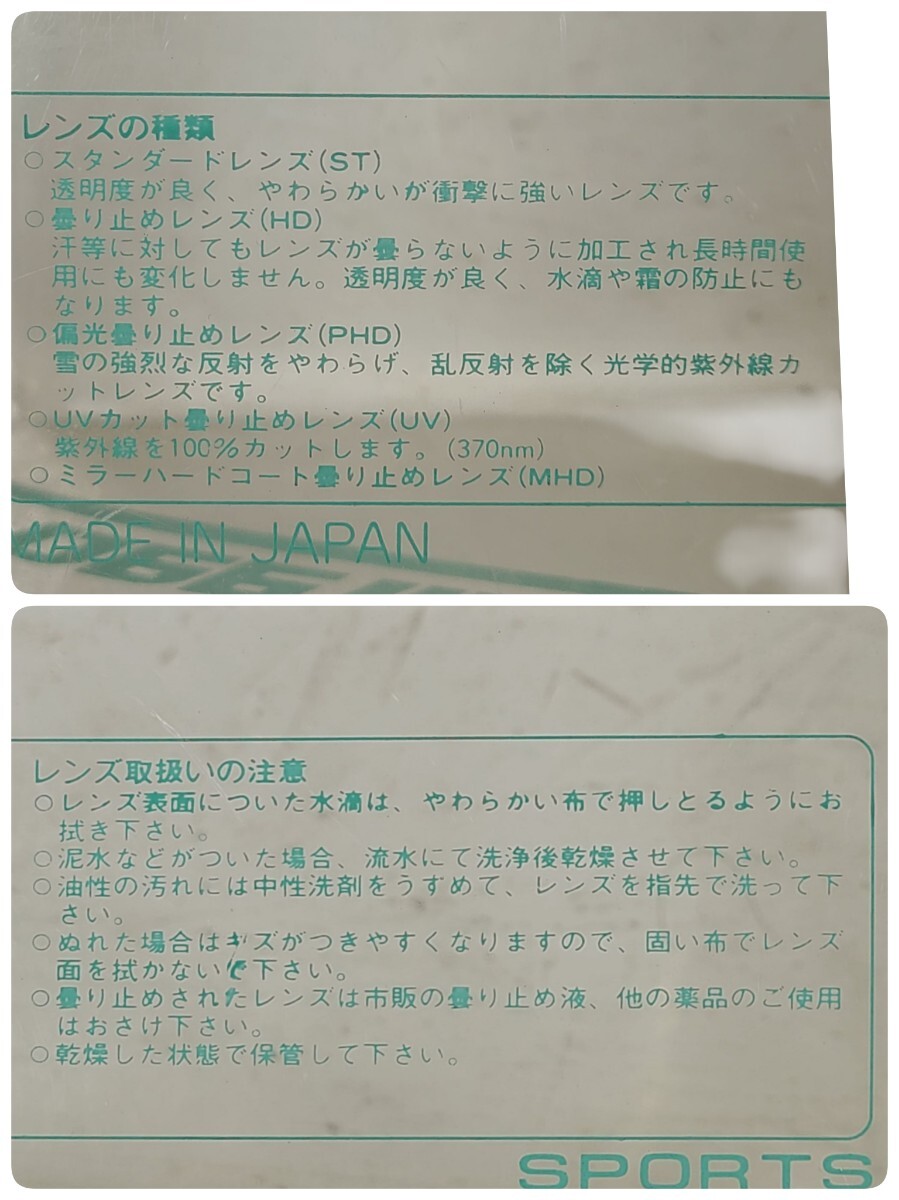 レンズの種類
○スタンダードレンズ(ST)
透明度が良く、やわらかいが衝撃に強いレンズです。
○曇り止めレンズ(HD)
汗等に対してもレンズが曇らないように加工され長時間使
用にも変化しません。透明度が良く、水滴や霜の防止にも
なります。
○偏光曇り止めレンズ(PHD)
雪の強烈な反射をやわらげ、乱反射を除く光学的紫外線カ
ットレンズです。
○UVカット曇り止めレンズ(UV)
紫外線を100%カットします。(370nm)
○ミラーハードコート曇り止めレンズ(MHD)
MADE IN JAPAN
レンズ取扱いの注意
○レンズ表面についた水滴は、やわらかい布で押しとるようにお
拭き下さい。
○泥水などがついた場合、流水にて洗浄後乾燥させて下さい。
○油性の汚れには中性洗剤をうすめて、レンズを指先で洗って下
さい。
○ぬれた場合はキズがつきやすくなりますので、固い布でレンズ
面を拭かないで下さい。
○曇り止めされたレンズは市販の曇り止め液、他の薬品のご使用
はおさけ下さい。
○乾燥した状態で保管して下さい。
SPORTS